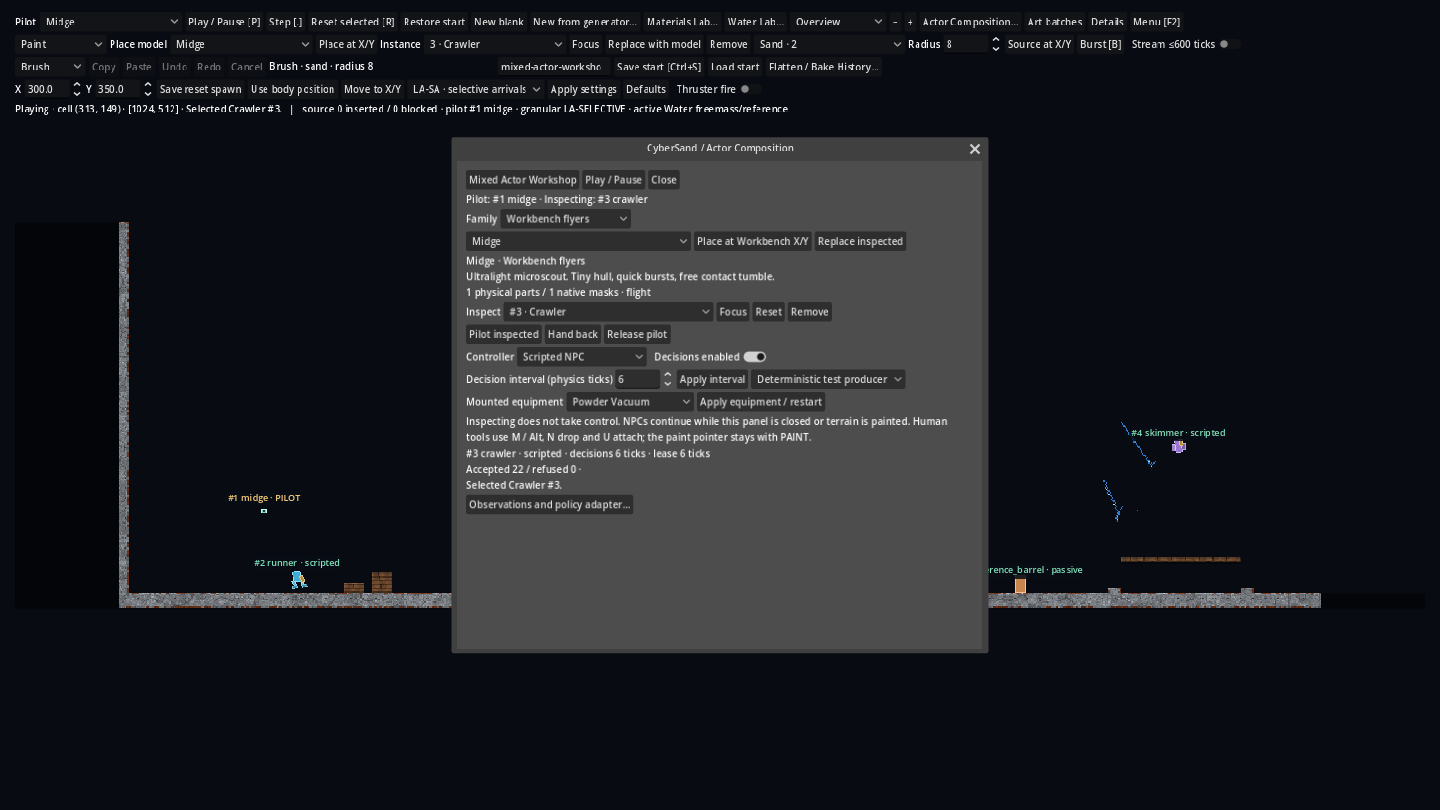 Pilot Midge Play / Pause [P] Step [.] Reset selected [R] Restore start New blank New from generator... Materials Lab... Water Lab... Overview - + Actor Composition... Art batches Details Menu [F2]
Paint Place model Midge Place at X/Y Instance 3 · Crawler Focus Replace with model Remove Sand · 2 Radius 8 Source at X/Y Burst [B] Stream ≤600 ticks
Brush Copy Paste Undo Redo Cancel Brush · sand · radius 8 mixed-actor-worksho Save start [Ctrl+S] Load start Flatten / Bake History...
X 300.0 Y 350.0 Save reset spawn Use body position Move to X/Y LA-SA · selective arrivals Apply settings Defaults Thruster fire
Playing · cell (313, 149) · [1024, 512] · Selected Crawler #3. | source 0 inserted / 0 blocked · pilot #1 midge · granular LA-SELECTIVE · active Water freemass/reference
CyberSand / Actor Composition
Mixed Actor Workshop Play / Pause Close
Pilot: #1 midge · Inspecting: #3 crawler
Family Workbench flyers
Midge Place at Workbench X/Y Replace inspected
Midge · Workbench flyers
Ultralight microscout. Tiny hull, quick bursts, free contact tumble.
1 physical parts / 1 native masks · flight
Inspect #3 · Crawler Focus Reset Remove
Pilot inspected Hand back Release pilot
Controller Scripted NPC Decisions enabled
Decision interval (physics ticks) 6 Apply interval Deterministic test producer
Mounted equipment Powder Vacuum Apply equipment / restart
Inspecting does not take control. NPCs continue while this panel is closed or terrain is painted. Human
tools use M / Alt, N drop and U attach; the paint pointer stays with PAINT.
#3 crawler · scripted · decisions 6 ticks · lease 6 ticks
Accepted 22 / refused 0 ·
Selected Crawler #3.
Observations and policy adapter...
#4 skimmer · scripted
#1 midge · PILOT
#2 runner · scripted
erence_barrel · passive